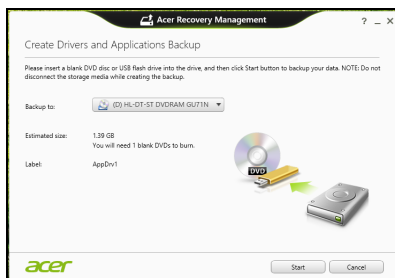 Acer Recovery Management
? _ X
Create Drivers and Applications Backup
Please insert a blank DVD disc or USB flash drive into the drive, and then click Start button to backup your data. NOTE: Do not
disconnect the storage media while creating the backup.
Backup to: (D) HL-DT-ST DVDRAM GU71N
Estimated size: 1.39 GB
You will need 1 blank DVDs to burn.
Label: AppDrv1
DVD
acer
Start Cancel